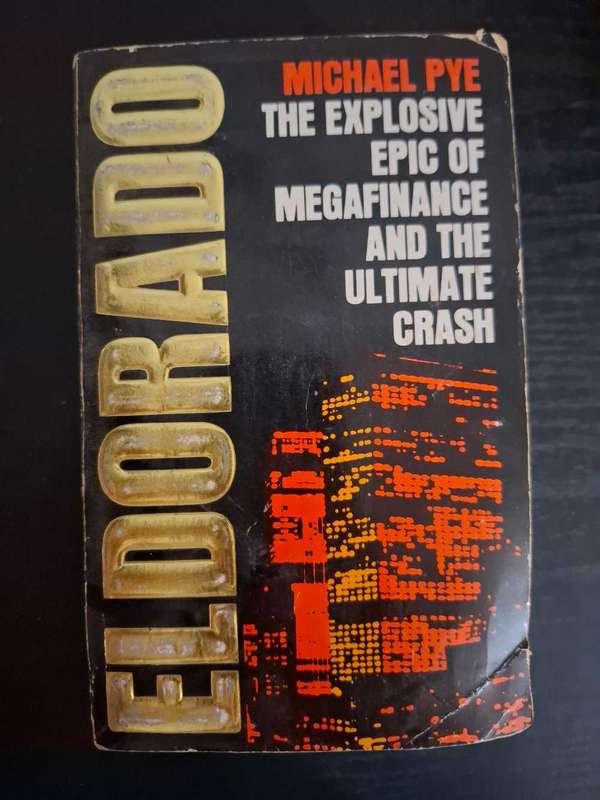 ELDORADO
MICHAEL PYE
THE EXPLOSIVE
EPIC OF
MEGAFINANCE
AND THE
ULTIMATE
CRASH